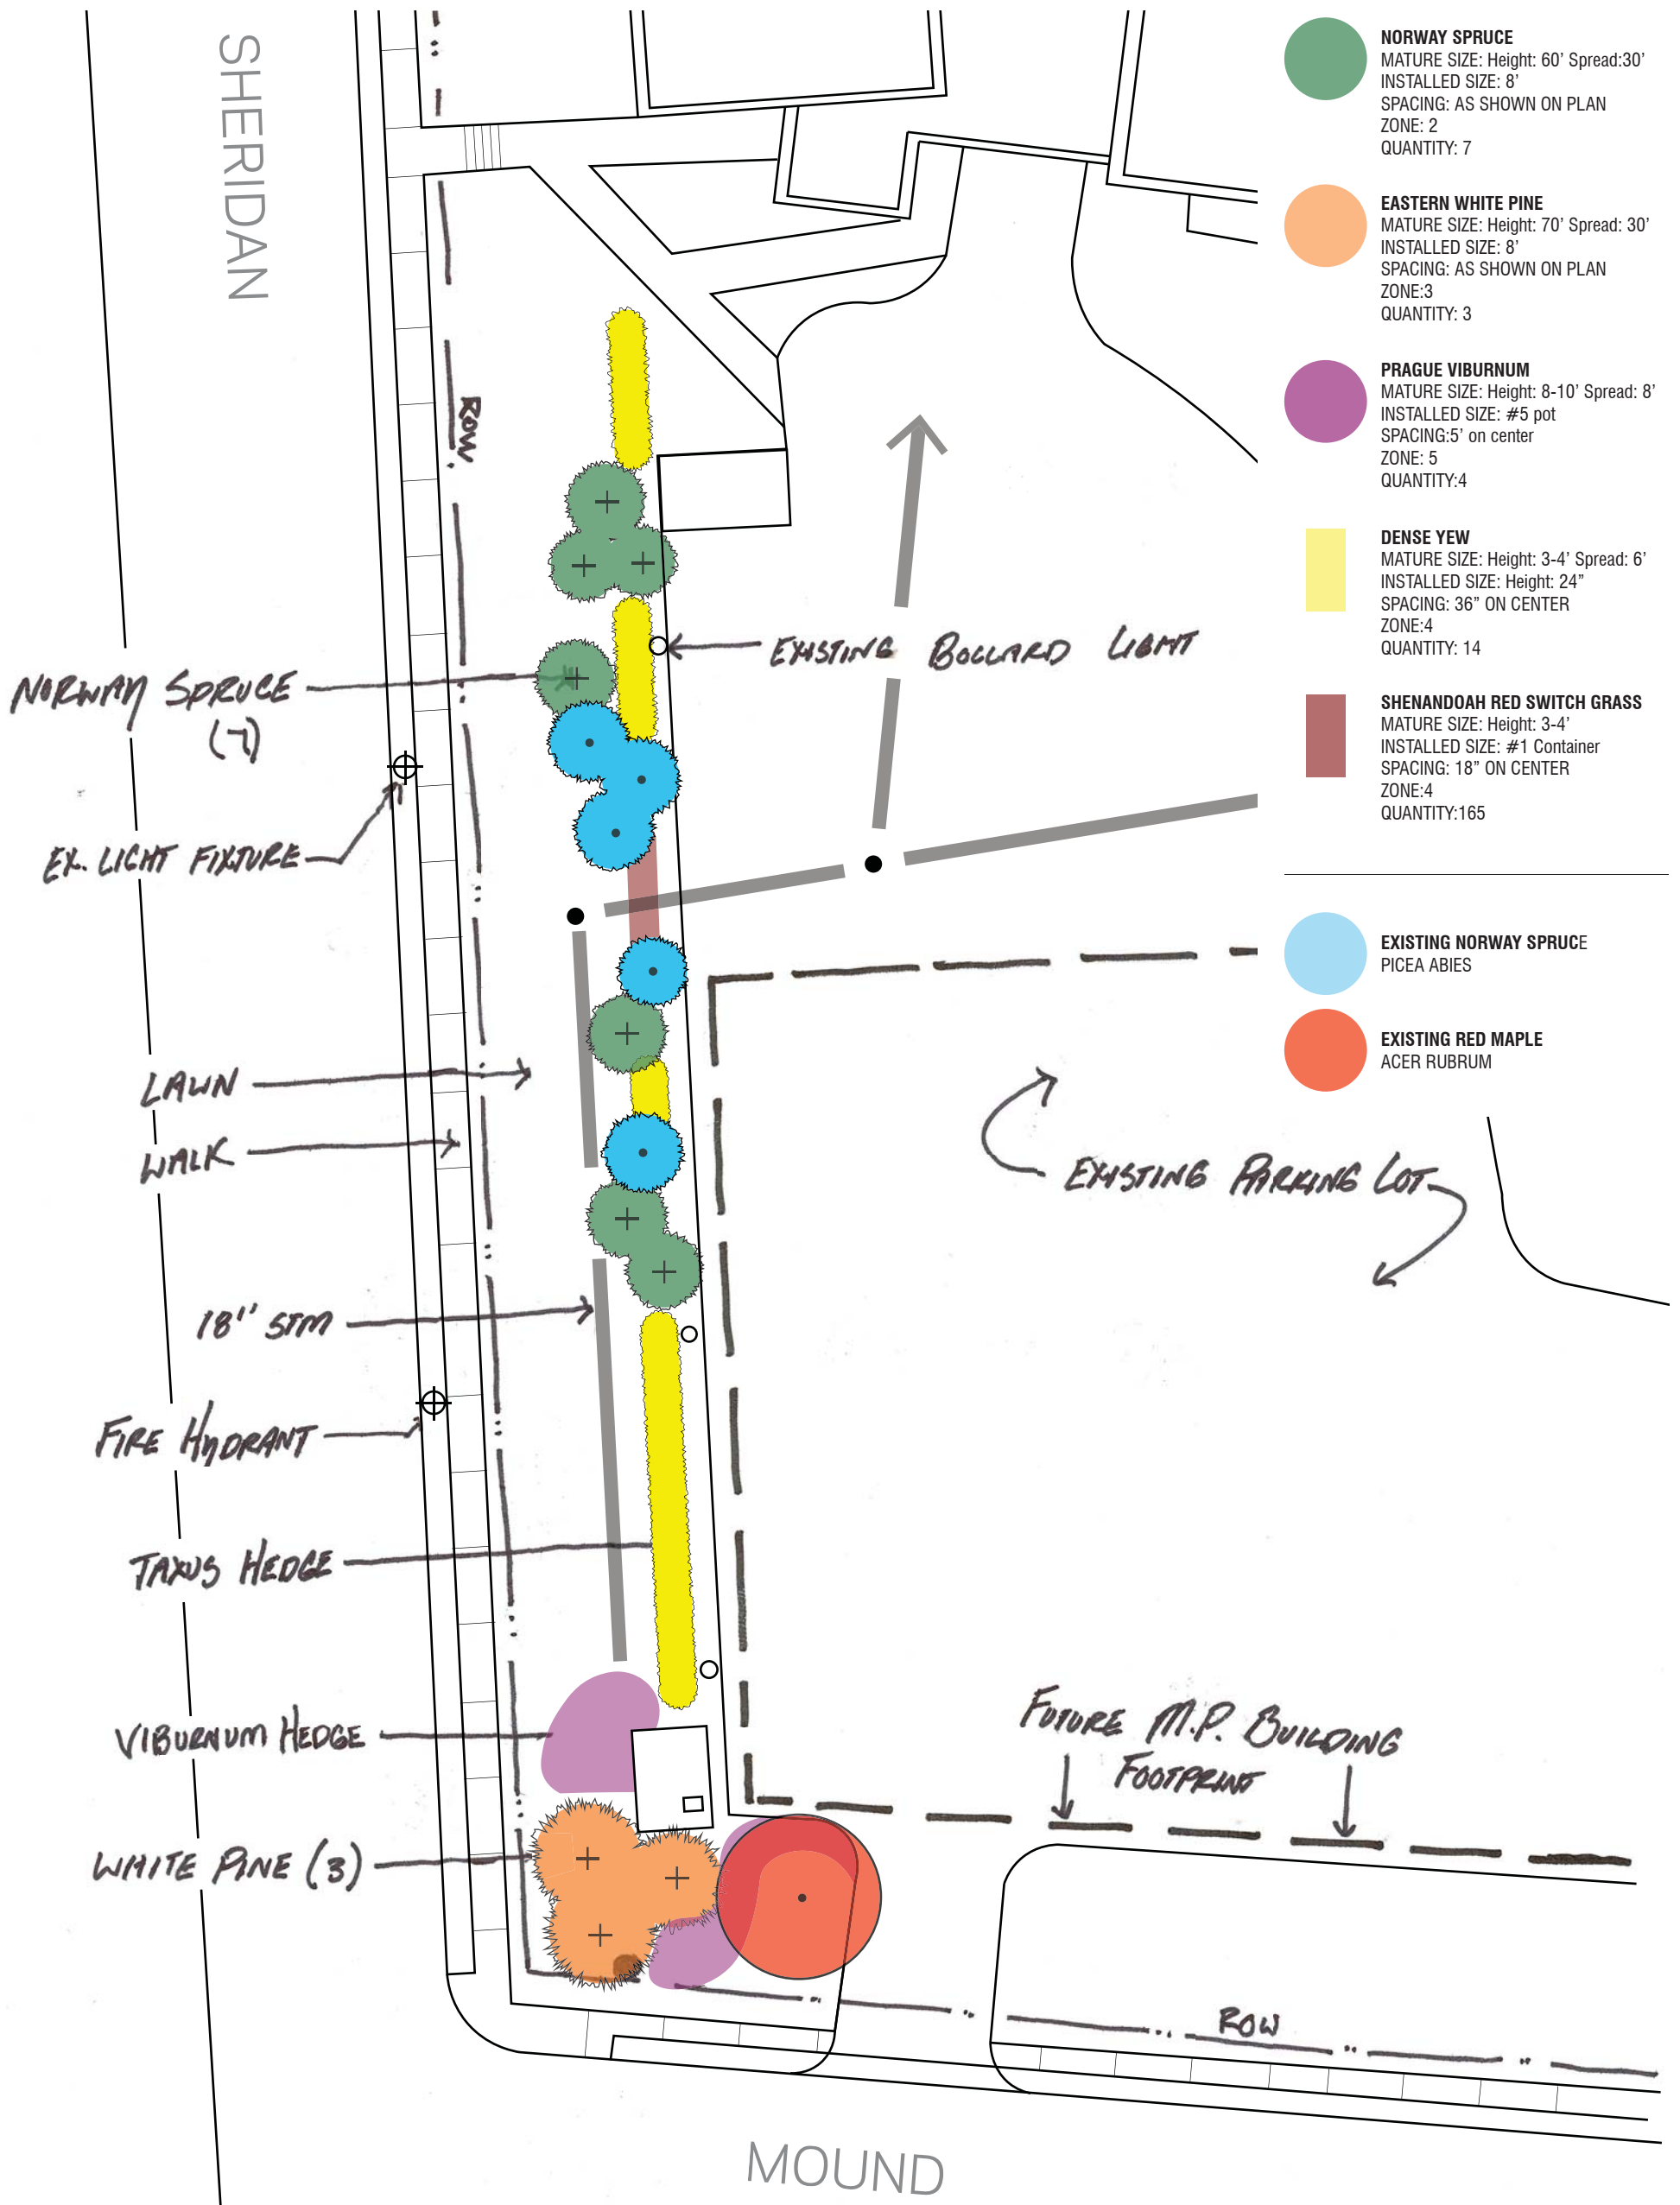 SHERIDAN
NORWAY SPRUCE
MATURE SIZE: Height: 60’ Spread:30’
INSTALLED SIZE: 8’
SPACING: AS SHOWN ON PLAN
ZONE: 2
QUANTITY: 7
EASTERN WHITE PINE
MATURE SIZE: Height: 70’ Spread: 30’
INSTALLED SIZE: 8’
SPACING: AS SHOWN ON PLAN
ZONE:3
QUANTITY: 3
PRAGUE VIBURNUM
MATURE SIZE: Height: 8-10’ Spread: 8’
INSTALLED SIZE: #5 pot
SPACING:5’ on center
ZONE: 5
QUANTITY:4
DENSE YEW
MATURE SIZE: Height: 3-4’ Spread: 6’
INSTALLED SIZE: Height: 24”
SPACING: 36” ON CENTER
ZONE:4
QUANTITY: 14
SHENANDOAH RED SWITCH GRASS
MATURE SIZE: Height: 3-4’
INSTALLED SIZE: #1 Container
SPACING: 18” ON CENTER
ZONE:4
QUANTITY:165
EXISTING NORWAY SPRUCE
PICEA ABIES
EXISTING RED MAPLE
ACER RUBRUM
ROW.
EXISTING BOLLARD LIGHT
NORWAY SPRUCE
(7)
EX. LIGHT FIXTURE
LAWN
WALK
EXISTING PARKING LOT
18" STM
FIRE HYDRANT
TAXUS HEDGE
VIBURNUM HEDGE
FUTURE M.P. BUILDING
FOOTPRINT
WHITE PINE (3)
ROW
MOUND